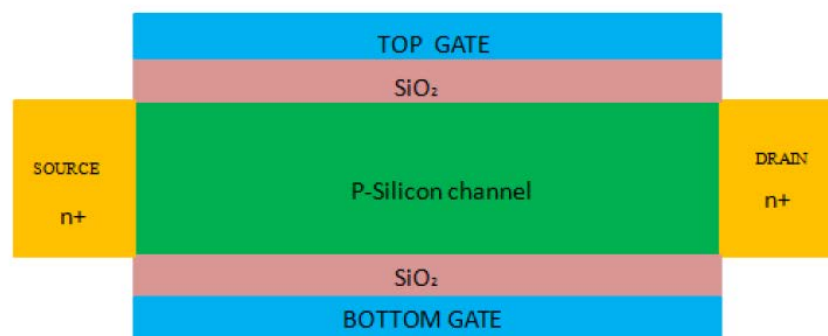 TOP GATE
SiO₂
SOURCE
n+
P-Silicon channel
DRAIN
n+
SiO₂
BOTTOM GATE